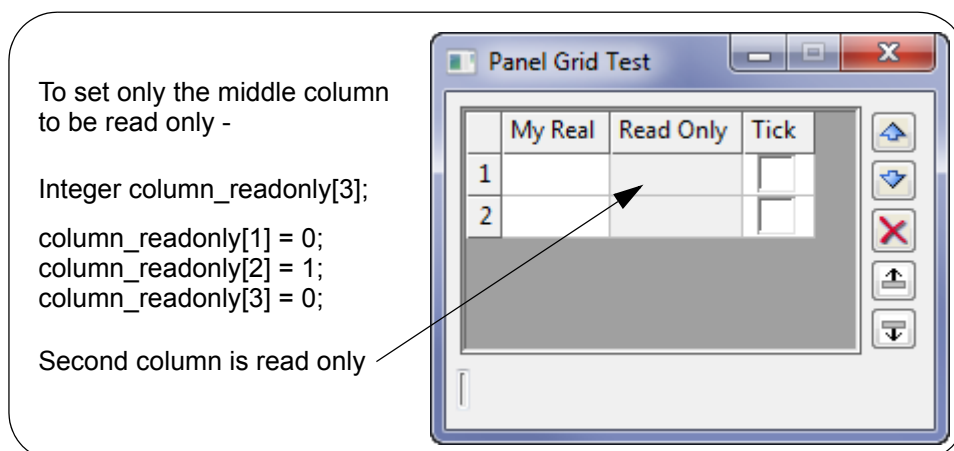 To set only the middle column
to be read only -
Integer column_readonly[3];
column_readonly[1] = 0;
column_readonly[2] = 1;
column_readonly[3] = 0;
Second column is read only
Panel Grid Test
My Real Read Only Tick
1
2